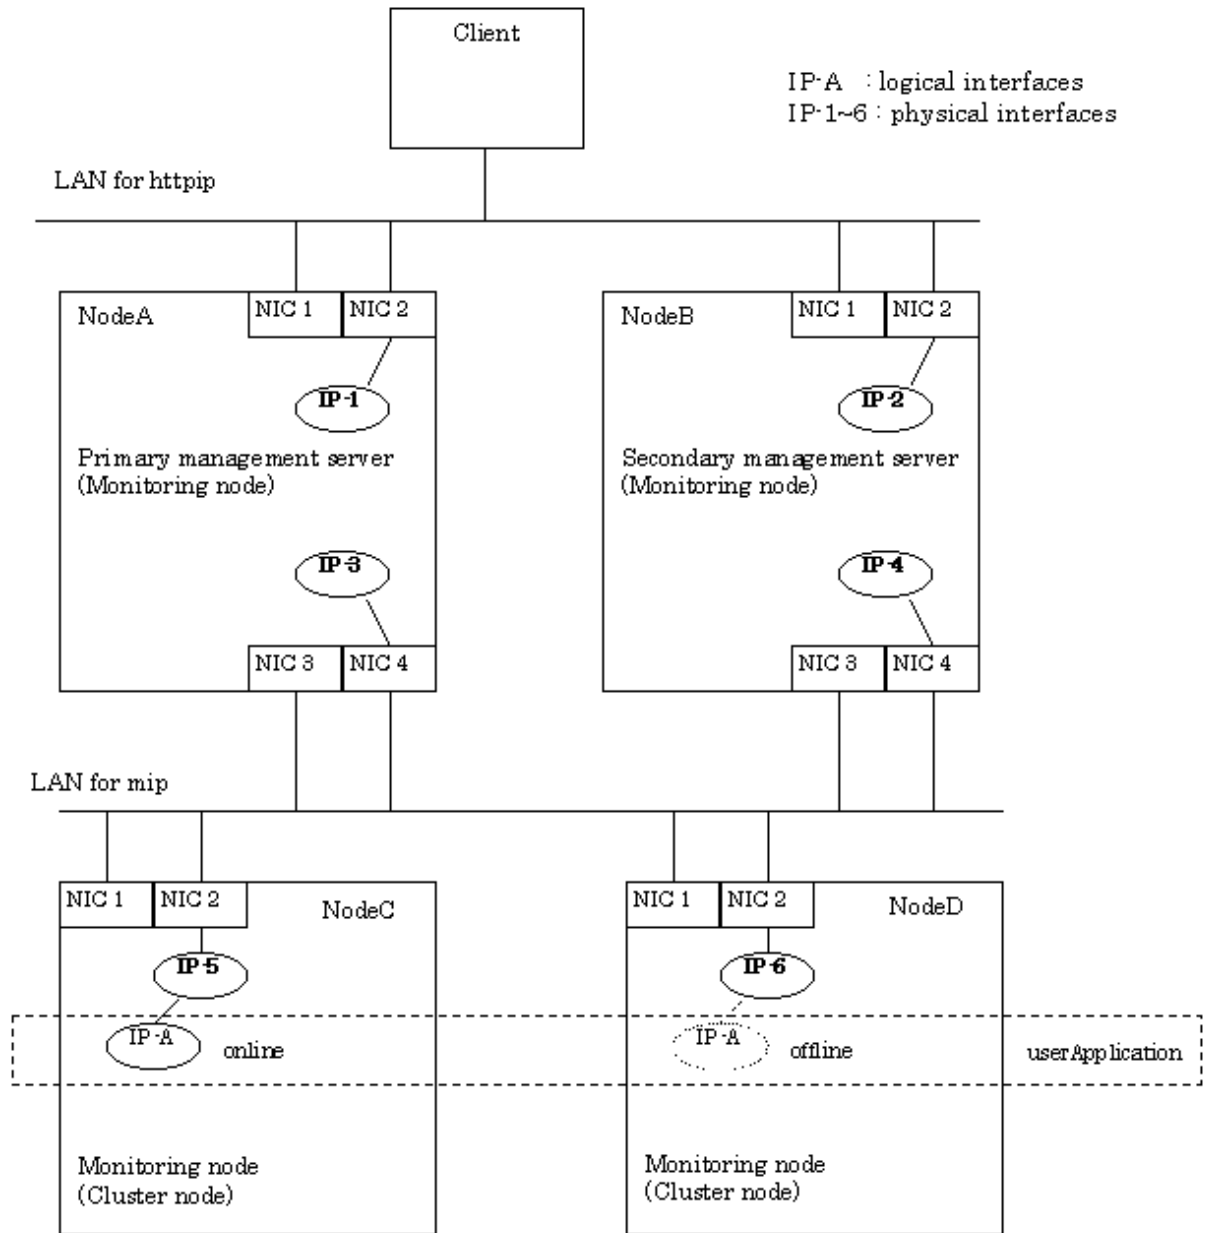 Client
IP-A : logical interfaces
IP-1~6 : physical interfaces
LAN for httpip
NodeA
NIC 1
NIC 2
NodeB
NIC 1
NIC 2
IP-1
IP-2
Primary management server
(Monitoring node)
Secondary management server
(Monitoring node)
IP-3
IP-4
NIC 3
NIC 4
NIC 3
NIC 4
LAN for mip
NIC 1
NIC 2
NodeC
NIC 1
NIC 2
NodeD
IP-5
IP-6
IP-A
online
IP-A
offline
userApplication
Monitoring node
(Cluster node)
Monitoring node
(Cluster node)